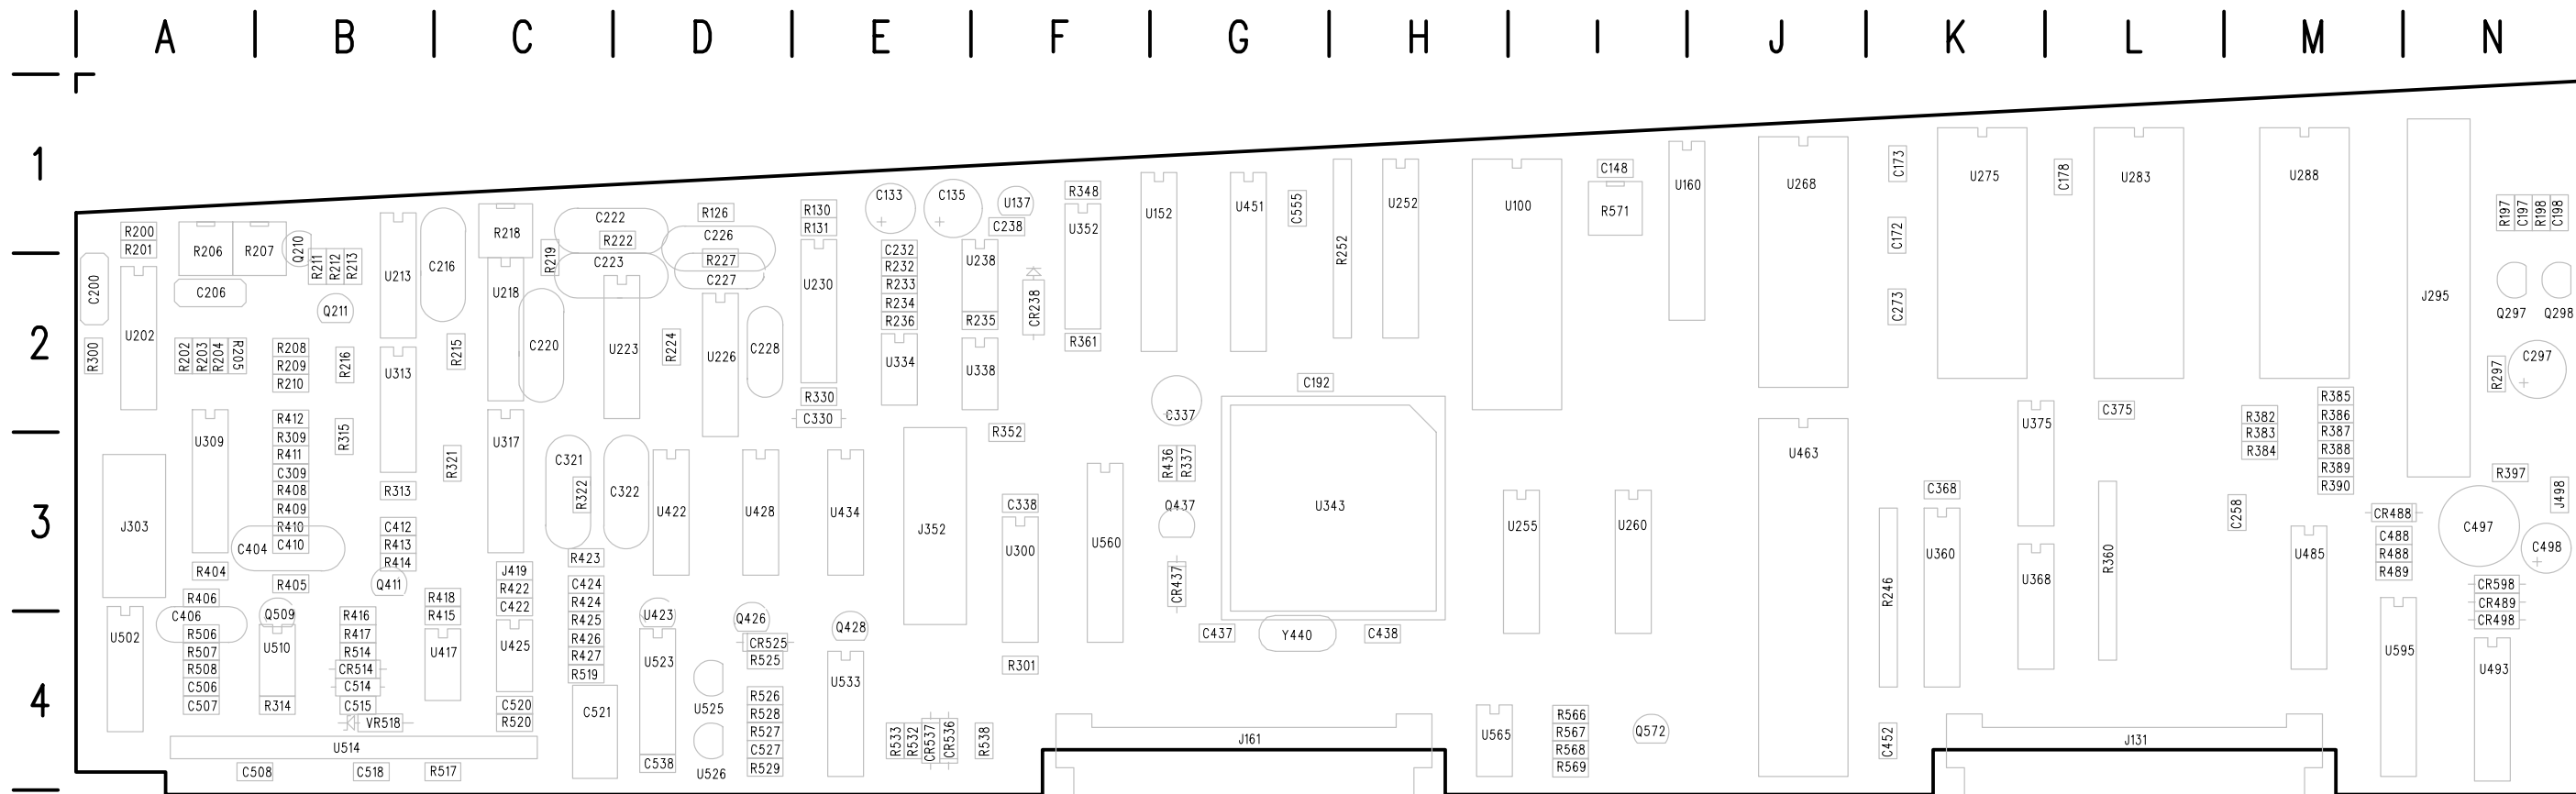 A B C D E F G H I J K L M N
1
C133 C135 U137 R348 C148 U160 U268 C173 U275 C178 U283 U288
R126 R130 R131 C238 U352 U152 U451 C555 U252 U100 R571 R197 C197 R198 C198
R200 R201 R206 R207 Q210 C222 R218 R222 C226 C172
R211 R212 R213 U213 C216 R219 C223 R227 C227 U230 C232 R232 R233 R234 R236 U238 R235 CR238 R252
2
C200 C206 Q211 U218 U202 C273 J295 Q297 Q298
R300 R202 R203 R204 R205 R208 R209 R210 R216 U313 R215 C220 U223 R224 U226 C228 U334 U338 R361 C297 R297
R330 C330 C192 C337 R385 R386 R387 R388 R389 R390
R412 R309 R411 C309 R408 R409 R410 C410 R315 U309 U317 R352 U375 C375 R382 R383 R384
R321 C321 R322 C322 R436 R337 U463 R397
3
J303 R313 C412 R413 R414 C404 U422 U428 U434 J352 C338 U300 U560 Q437 U343 U255 U260 C368 U360 C258 CR488 C497 J498 C498
R404 R405 Q411 J419 R422 C422 R423 C424 R424 R425 R426 R427 R519 CR437 R246 U368 R360 U485 C488 R488 R489
R406 C406 Q509 R416 R417 R418 R415 U423 Q426 Q428 CR598 CR489 CR498
U502 R506 R507 R508 C506 C507 U510 R514 CR514 C514 C515 U417 U425 U523 CR525 R525 U533 R301 C437 Y440 C438 U595 U493
4
R314 VR518 C520 R520 C521 U525 R526 R528 R527 C527 R529 R533 R532 CR537 CR536 R538 U565 R566 R567 R568 R569 Q572 C452
U514 C538 U526 J161 J131
C508 C518 R517